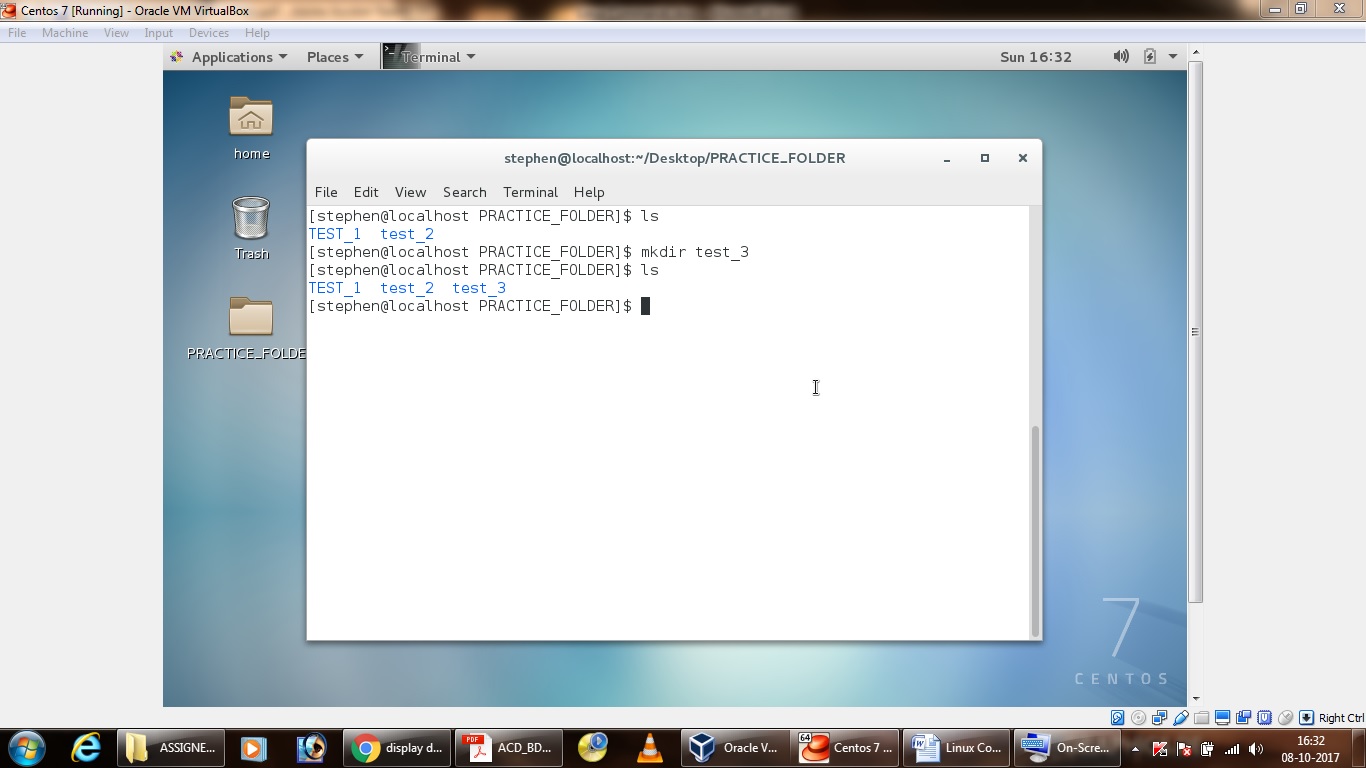 Centos 7 [Running] - Oracle VM VirtualBox
File Machine View Input Devices Help
Applications Places Terminal Sun 16:32
home
Trash
PRACTICE_FOLDE
stephen@localhost:~/Desktop/PRACTICE_FOLDER
File Edit View Search Terminal Help
[stephen@localhost PRACTICE_FOLDER]$ ls
TEST_1 test_2
[stephen@localhost PRACTICE_FOLDER]$ mkdir test_3
[stephen@localhost PRACTICE_FOLDER]$ ls
TEST_1 test_2 test_3
[stephen@localhost PRACTICE_FOLDER]$
7
CENTOS
Right Ctrl
ASSIGNE... display d... ACD_BD... Oracle V... 64 Centos 7 ... Linux Co... On-Scre...
16:32
08-10-2017